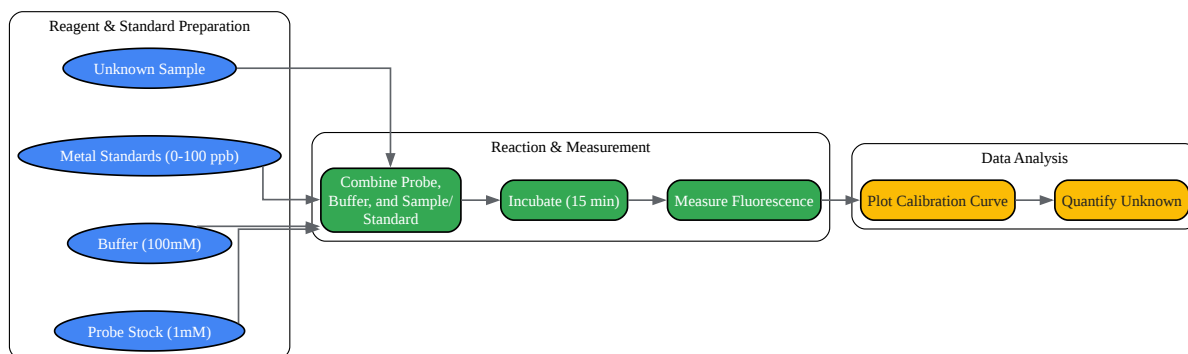 Reagent & Standard Preparation
Unknown Sample
Metal Standards (0-100 ppb)
Buffer (100mM)
Probe Stock (1mM)
Reaction & Measurement
Combine Probe,
Buffer, and Sample/
Standard
Incubate (15 min)
Measure Fluorescence
Data Analysis
Plot Calibration Curve
Quantify Unknown